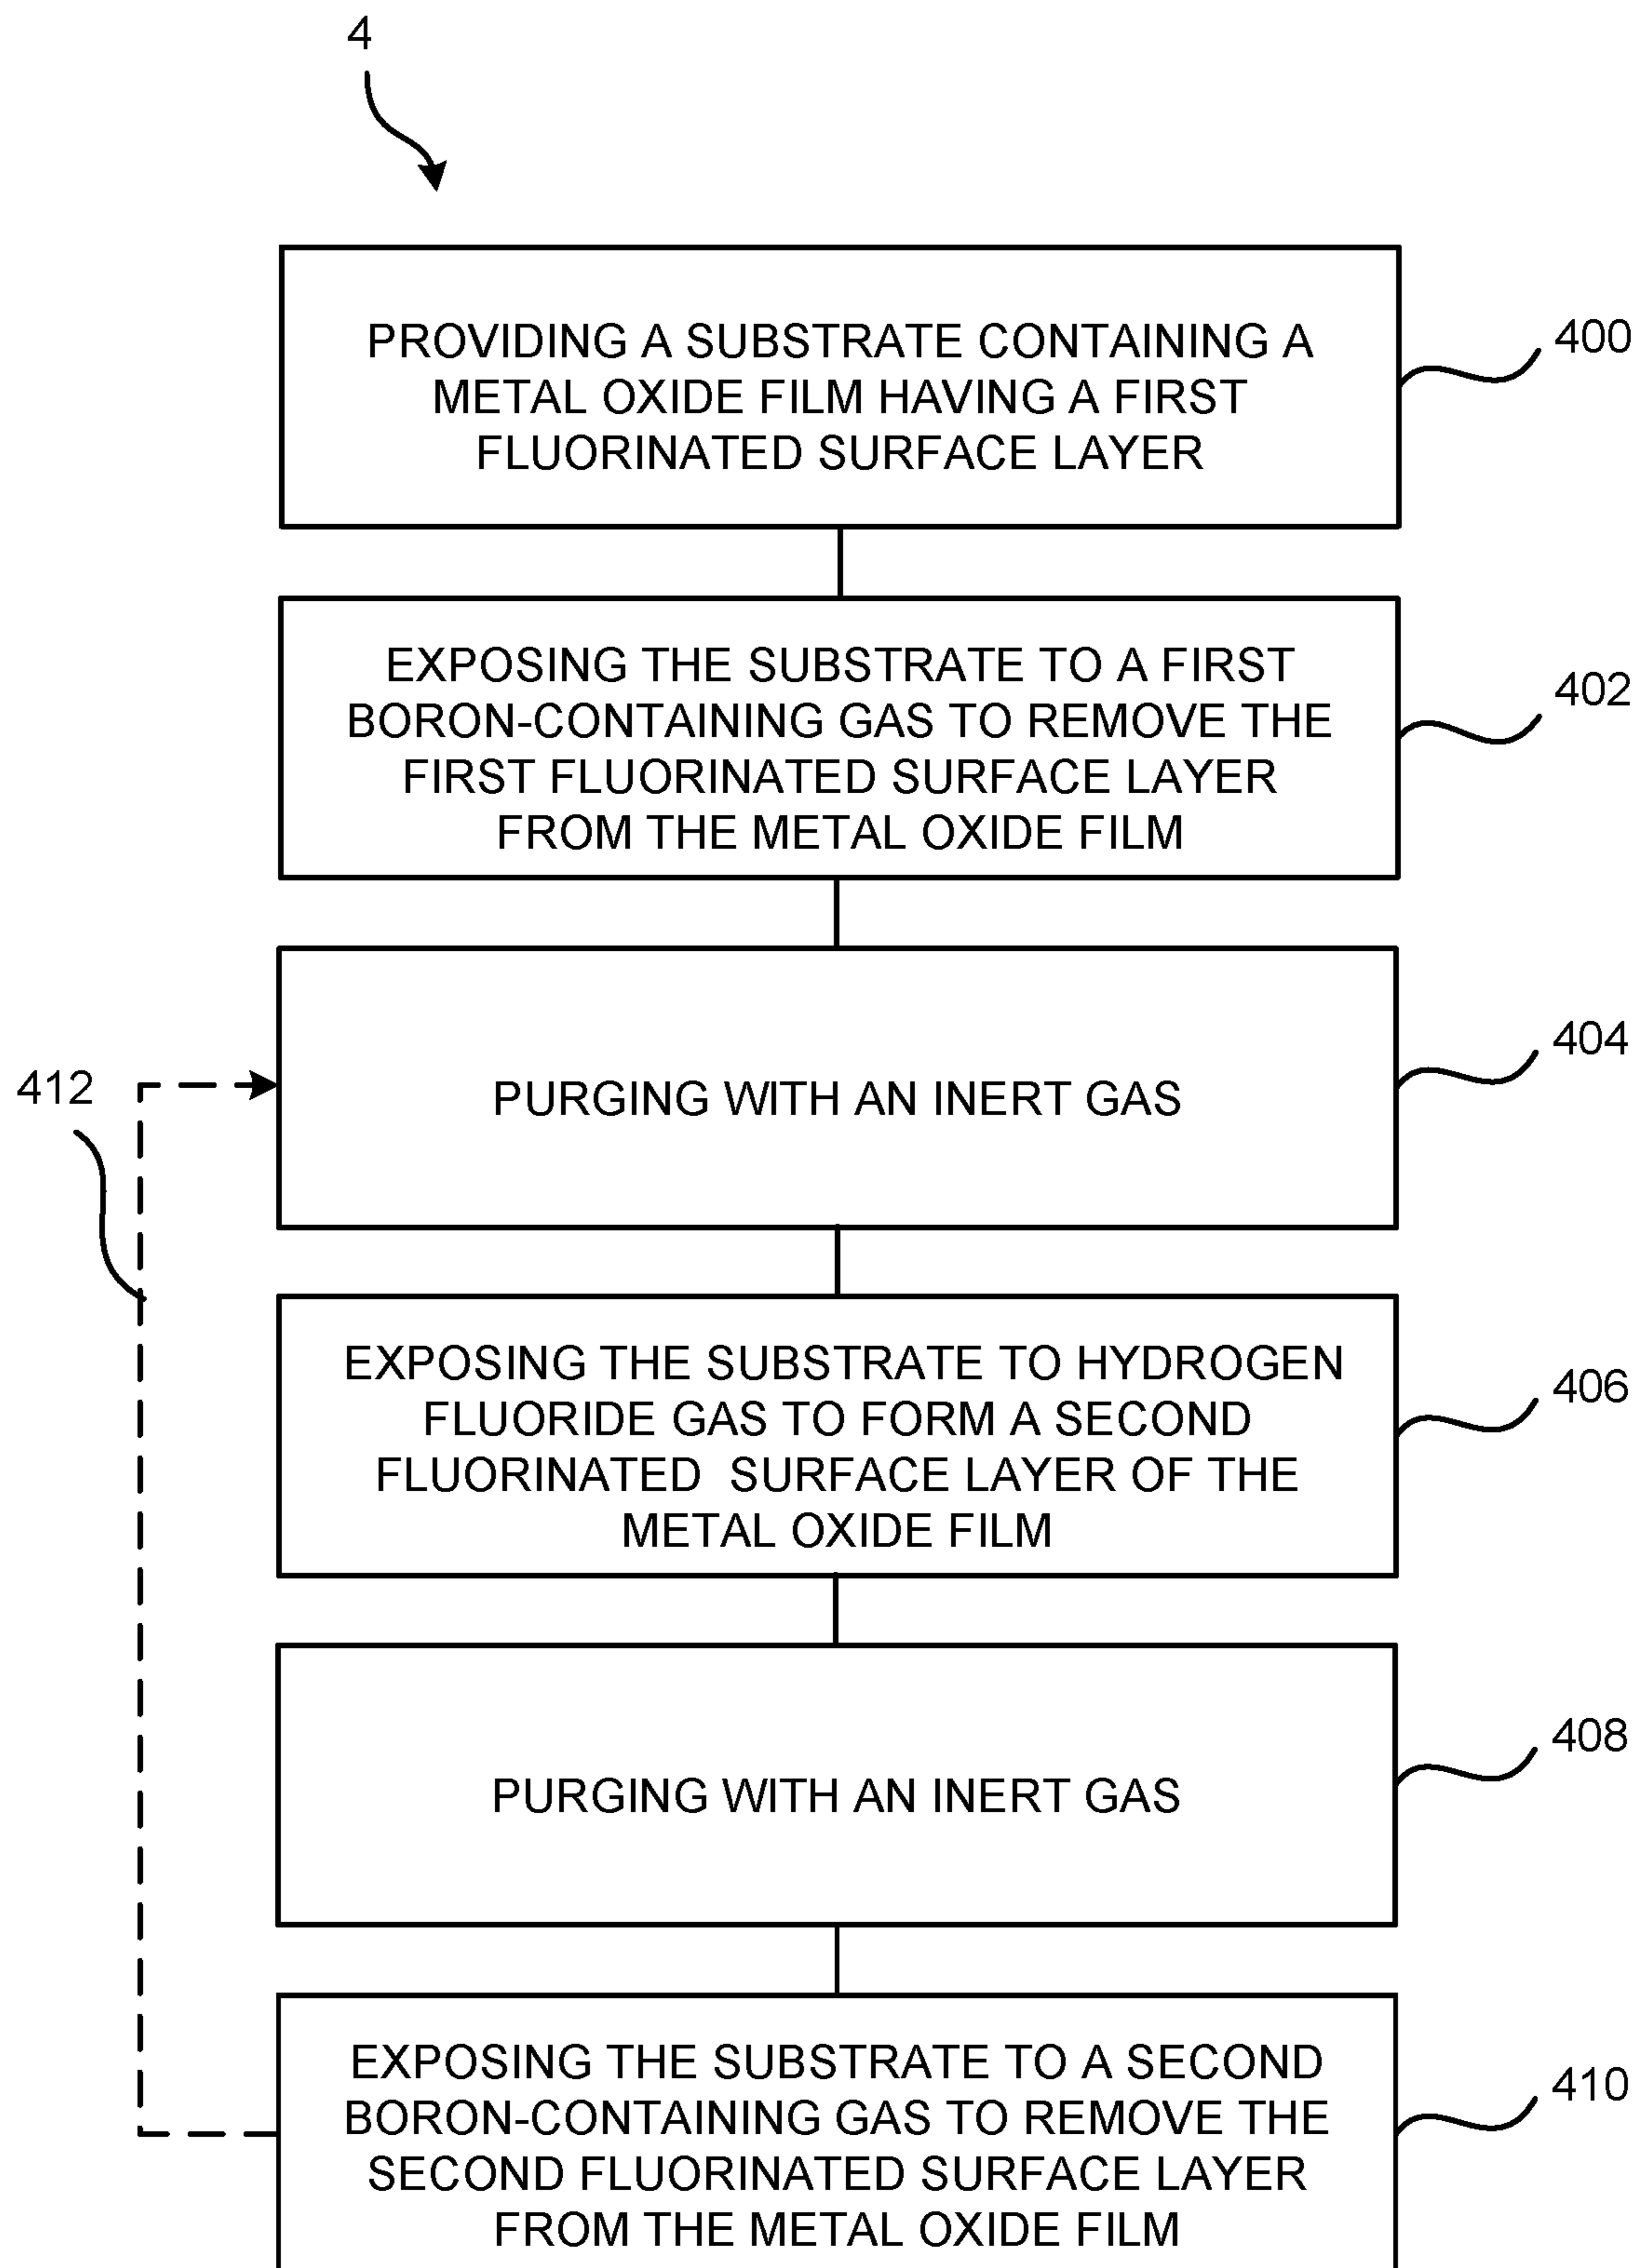 4
PROVIDING A SUBSTRATE CONTAINING A
METAL OXIDE FILM HAVING A FIRST
FLUORINATED SURFACE LAYER
400
EXPOSING THE SUBSTRATE TO A FIRST
BORON-CONTAINING GAS TO REMOVE THE
FIRST FLUORINATED SURFACE LAYER
FROM THE METAL OXIDE FILM
402
PURGING WITH AN INERT GAS
404
412
EXPOSING THE SUBSTRATE TO HYDROGEN
FLUORIDE GAS TO FORM A SECOND
FLUORINATED SURFACE LAYER OF THE
METAL OXIDE FILM
406
PURGING WITH AN INERT GAS
408
EXPOSING THE SUBSTRATE TO A SECOND
BORON-CONTAINING GAS TO REMOVE THE
SECOND FLUORINATED SURFACE LAYER
FROM THE METAL OXIDE FILM
410